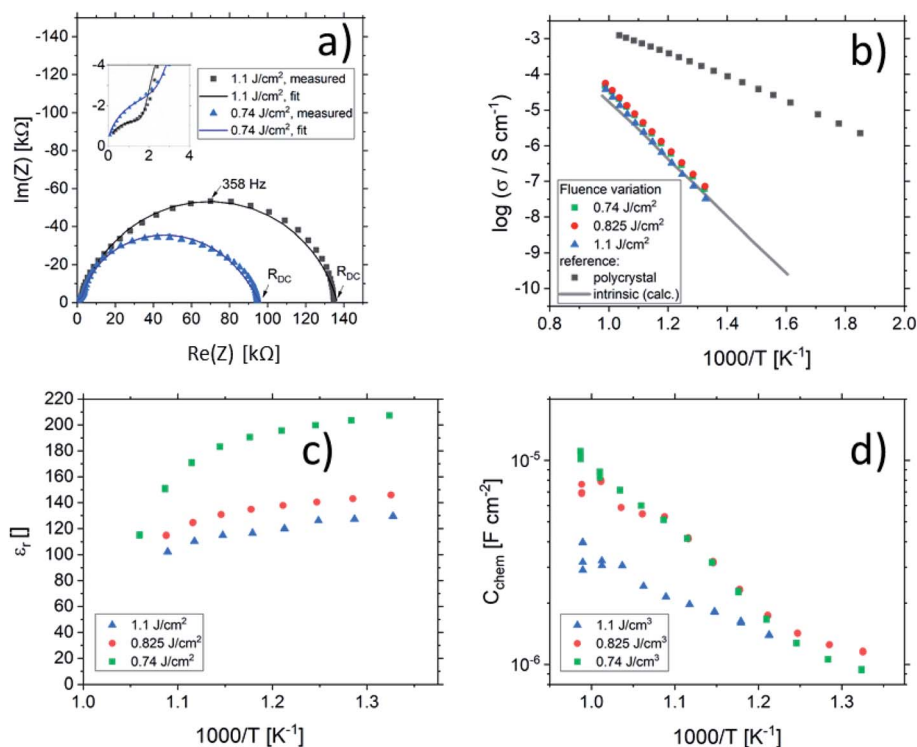 a)
-140
-120
-100
-80
-60
-40
-20
0
Im(Z) [kΩ]
-4
-2
0
0 2 4
1.1 J/cm², measured
1.1 J/cm², fit
0.74 J/cm², measured
0.74 J/cm², fit
358 Hz
R_DC
R_DC
0 20 40 60 80 100 120 140
Re(Z) [kΩ]
b)
-3
-4
-5
-6
-7
-8
-9
-10
log (σ / S cm⁻¹)
Fluence variation
0.74 J/cm²
0.825 J/cm²
1.1 J/cm²
reference:
polycrystal
intrinsic (calc.)
0.8 1.0 1.2 1.4 1.6 1.8 2.0
1000/T [K⁻¹]
c)
220
200
180
160
140
120
100
80
60
40
20
0
ε_r []
1.1 J/cm²
0.825 J/cm²
0.74 J/cm²
1.0 1.1 1.2 1.3
1000/T [K⁻¹]
d)
10⁻⁵
10⁻⁶
C_chem [F cm⁻²]
1.1 J/cm³
0.825 J/cm³
0.74 J/cm³
1.0 1.1 1.2 1.3
1000/T [K⁻¹]